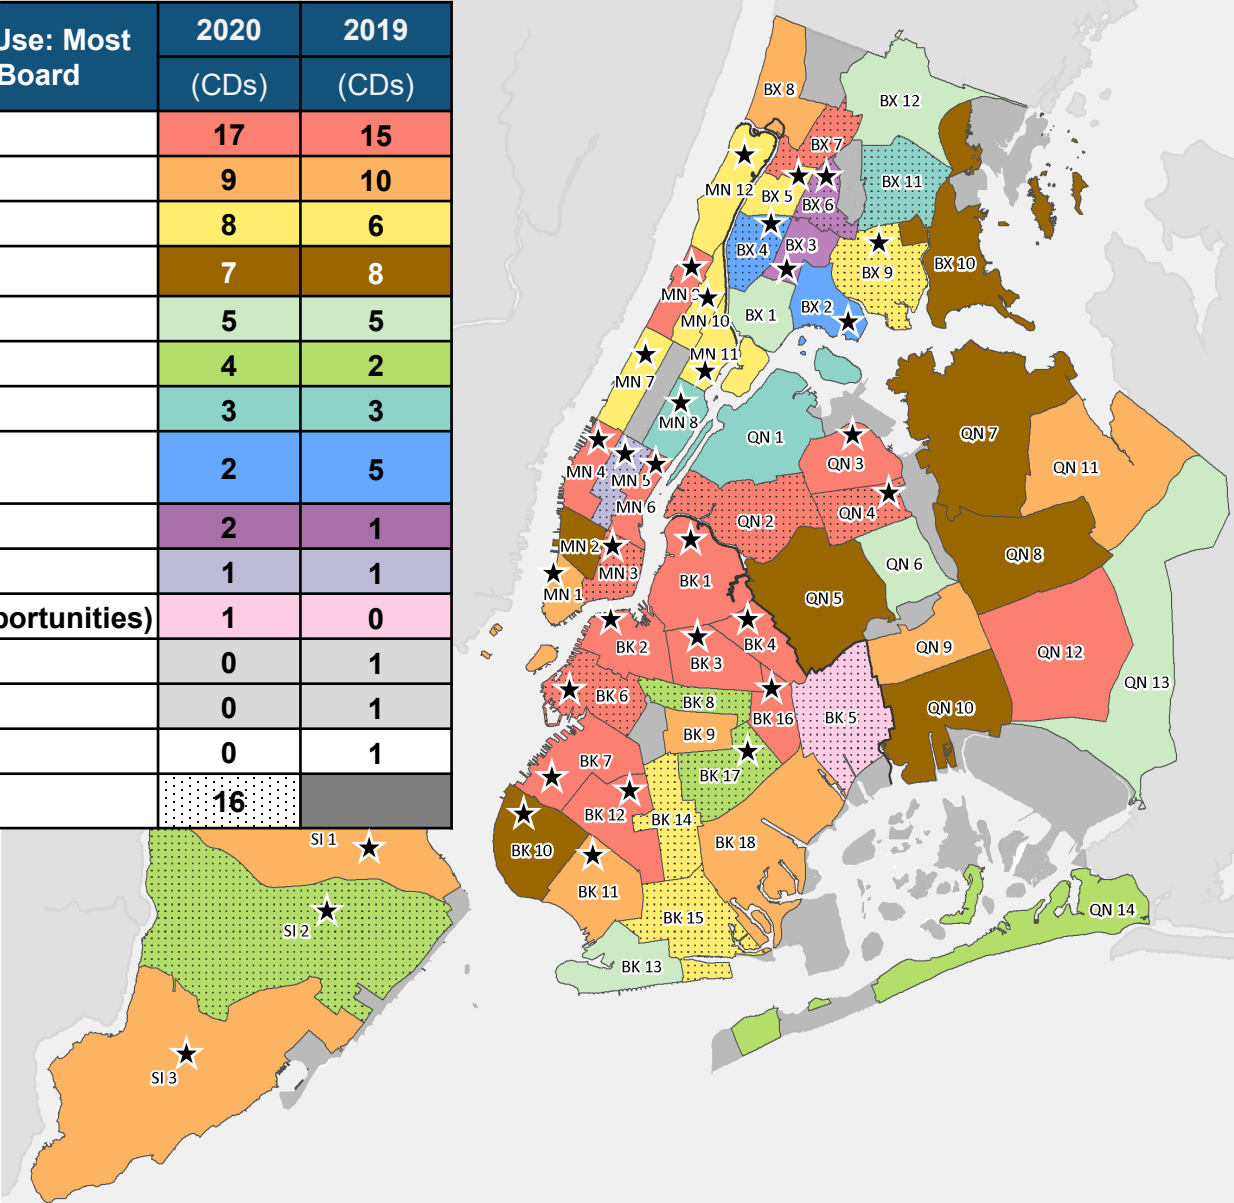 Use: Most
Board
2020 2019
(CDs) (CDs)
17 15
9 10
8 6
7 8
5 5
4 2
3 3
2 5
2 1
1 1
portunities) 1 0
0 1
0 1
0 1
16
BX 8
BX 12
BX 7
BX 11
MN 12
BX 5
BX 6
BX 4
BX 3
BX 9
BX 10
MN 9
MN 10
BX 1
BX 2
MN 11
MN 7
MN 8
QN 1
QN 7
QN 3
QN 11
MN 4
MN 5
MN 6
QN 2
QN 4
MN 2
QN 8
QN 6
MN 3
MN 1
BK 1
QN 5
BK 2
BK 4
BK 3
QN 9
QN 12
QN 13
BK 6
BK 8
BK 16
BK 5
QN 10
BK 9
BK 7
BK 17
BK 12
BK 14
SI 1
BK 10
BK 18
BK 11
QN 14
BK 15
SI 2
BK 13
SI 3